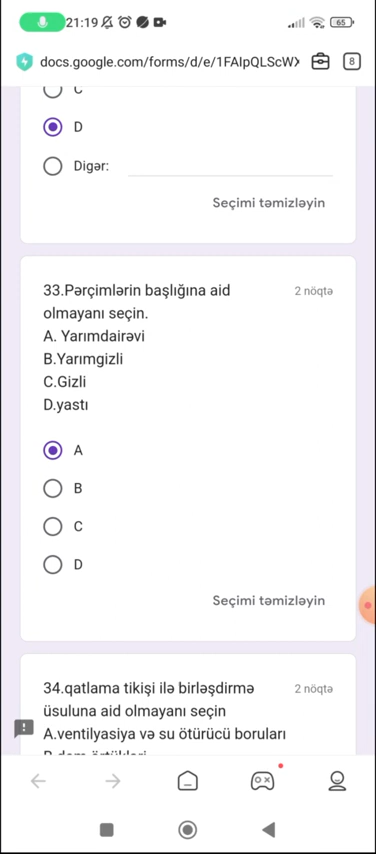 21:19
65
docs.google.com/forms/d/e/1FAIpQLScW
8
C
D
Digər:
Seçimi təmizləyin
33.Pərçimlərin başlığına aid
2 nöqtə
olmayanı seçin.
A. Yarımdairəvi
B.Yarımgizli
C.Gizli
D.yastı
A
B
C
D
Seçimi təmizləyin
34.qatlama tikişi ilə birləşdirmə
2 nöqtə
üsuluna aid olmayanı seçin
A.ventilyasiya və su ötürücü boruları